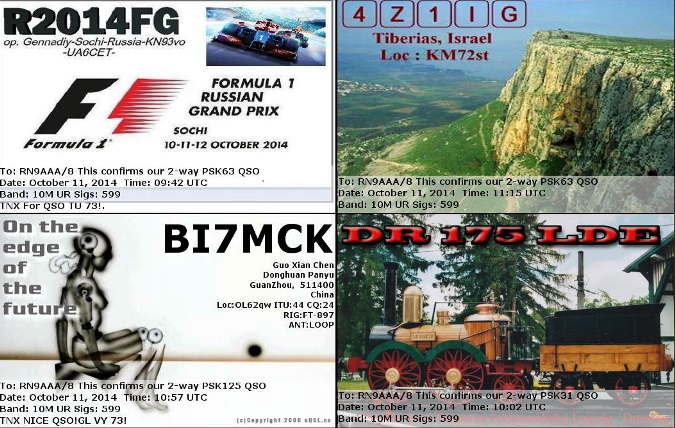 R2014FG
op. Gennadiy-Sochi-Russia-KN93vo
-UA6CET-
FORMULA 1
RUSSIAN
GRAND PRIX
SOCHI
10-11-12 OCTOBER 2014
Formula 1
To: RN9AAA/8 This confirms our 2-way PSK63 QSO
Date: October 11, 2014 Time: 09:42 UTC
Band: 10M UR Sigs: 599
TNX For QSO TU 73!.
4Z1IG
Tiberias, Israel
Loc : KM72st
To: RN9AAA/8 This confirms our 2-way PSK63 QSO
Date: October 11, 2014 Time: 11:15 UTC
Band: 10M UR Sigs: 599
On the
edge
of
the
future
BI7MCK
Guo Xian Chen
Donghuan Panyu
GuanZhou, 511400
China
Loc:OL62qw ITU:44 CQ:24
RIG:FT-897
ANT:LOOP
To: RN9AAA/8 This confirms our 2-way PSK125 QSO
Date: October 11, 2014 Time: 10:57 UTC
Band: 10M UR Sigs: 599
TNX NICE QSO!GL VY 73!
(c)Copyright 2000 eQSL.cc
DR 175 LDE
To: RN9AAA/8 This confirms our 2-way PSK31 QSO
Date: October 11, 2014 Time: 10:02 UTC
Band: 10M UR Sigs: 599